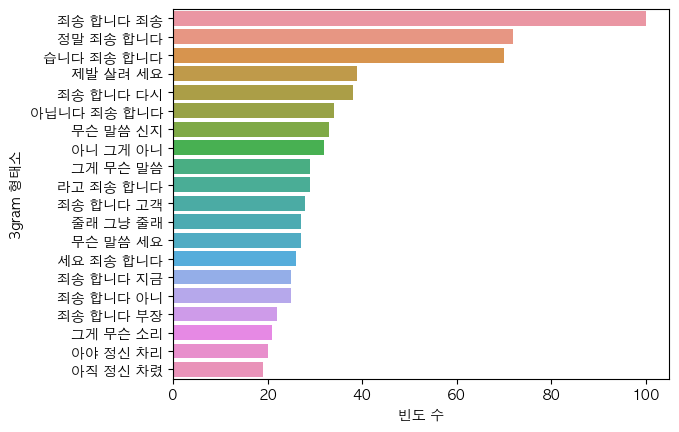 죄송 합니다 죄송
정말 죄송 합니다
습니다 죄송 합니다
제발 살려 세요
죄송 합니다 다시
아닙니다 죄송 합니다
무슨 말씀 신지
아니 그게 아니
그게 무슨 말씀
라고 죄송 합니다
죄송 합니다 고객
줄래 그냥 줄래
무슨 말씀 세요
세요 죄송 합니다
죄송 합니다 지금
죄송 합니다 아니
죄송 합니다 부장
그게 무슨 소리
아야 정신 차리
아직 정신 차렸
3gram 형태소
0 20 40 60 80 100
빈도 수